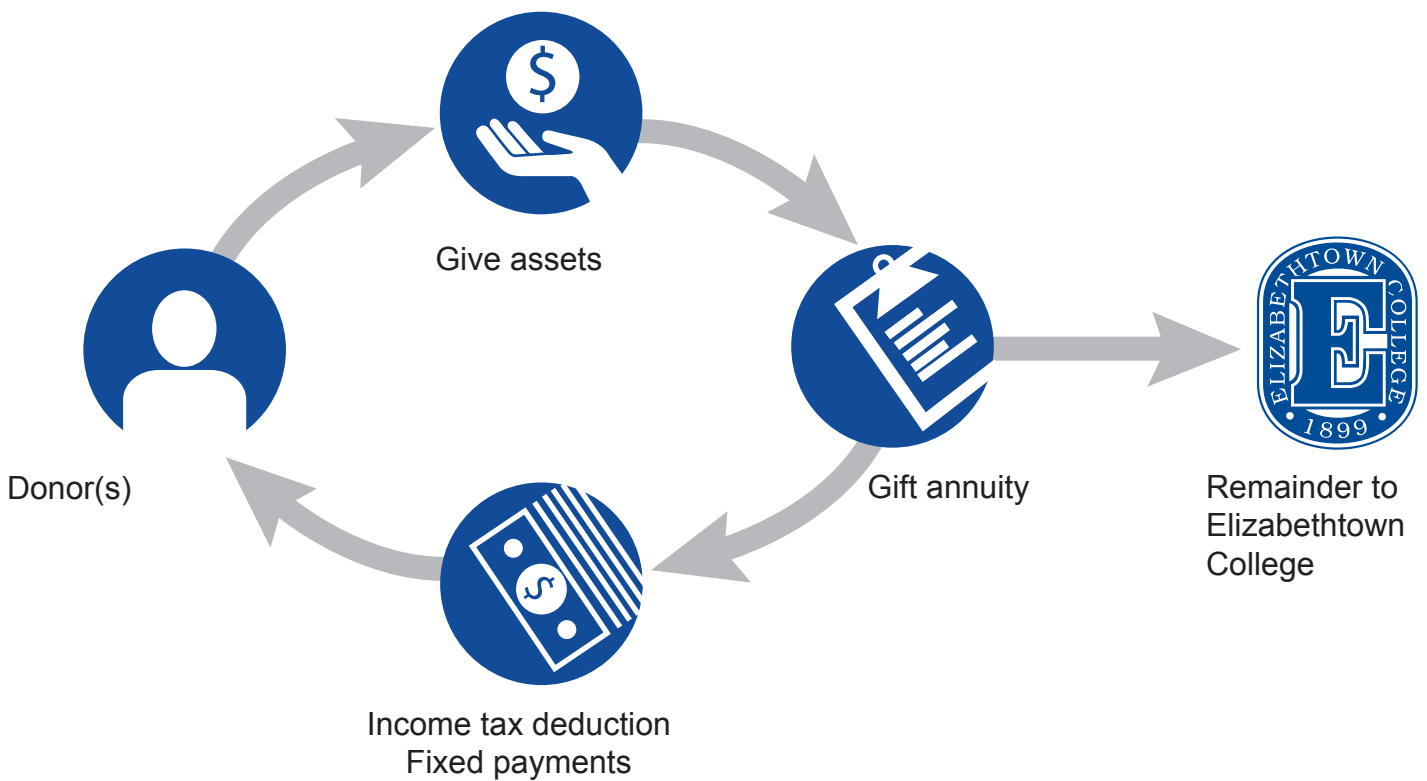 $
Give assets
ELIZABETHTOWN COLLEGE
E
• 1899 •
Donor(s)
Gift annuity
Remainder to
Elizabethtown
College
$
Income tax deduction
Fixed payments